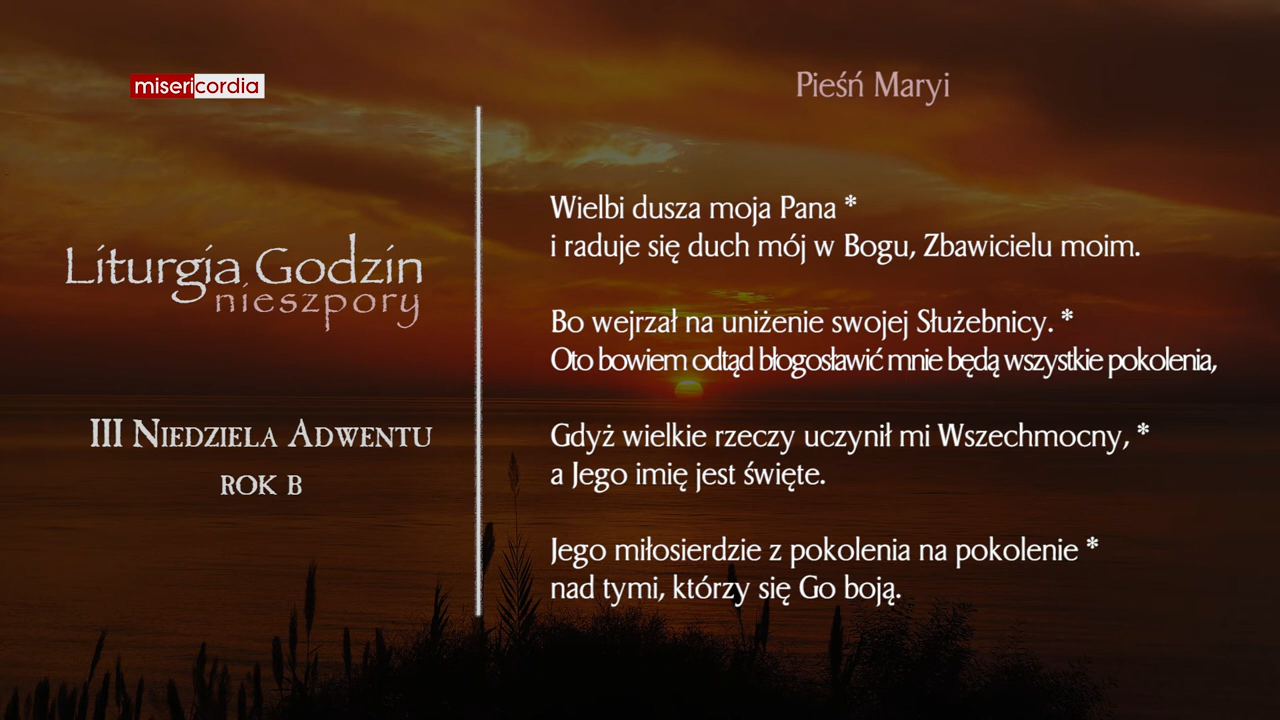 misericordia
Liturgia Godzin
nieszpory
III Niedziela Adwentu
rok B
Pieśń Maryi
Wielbi dusza moja Pana *
i raduje się duch mój w Bogu, Zbawicielu moim.
Bo wejrzał na uniżenie swojej Służebnicy. *
Oto bowiem odtąd błogosławić mnie będą wszystkie pokolenia,
Gdyż wielkie rzeczy uczynił mi Wszechmocny, *
a Jego imię jest święte.
Jego miłosierdzie z pokolenia na pokolenie *
nad tymi, którzy się Go boją.